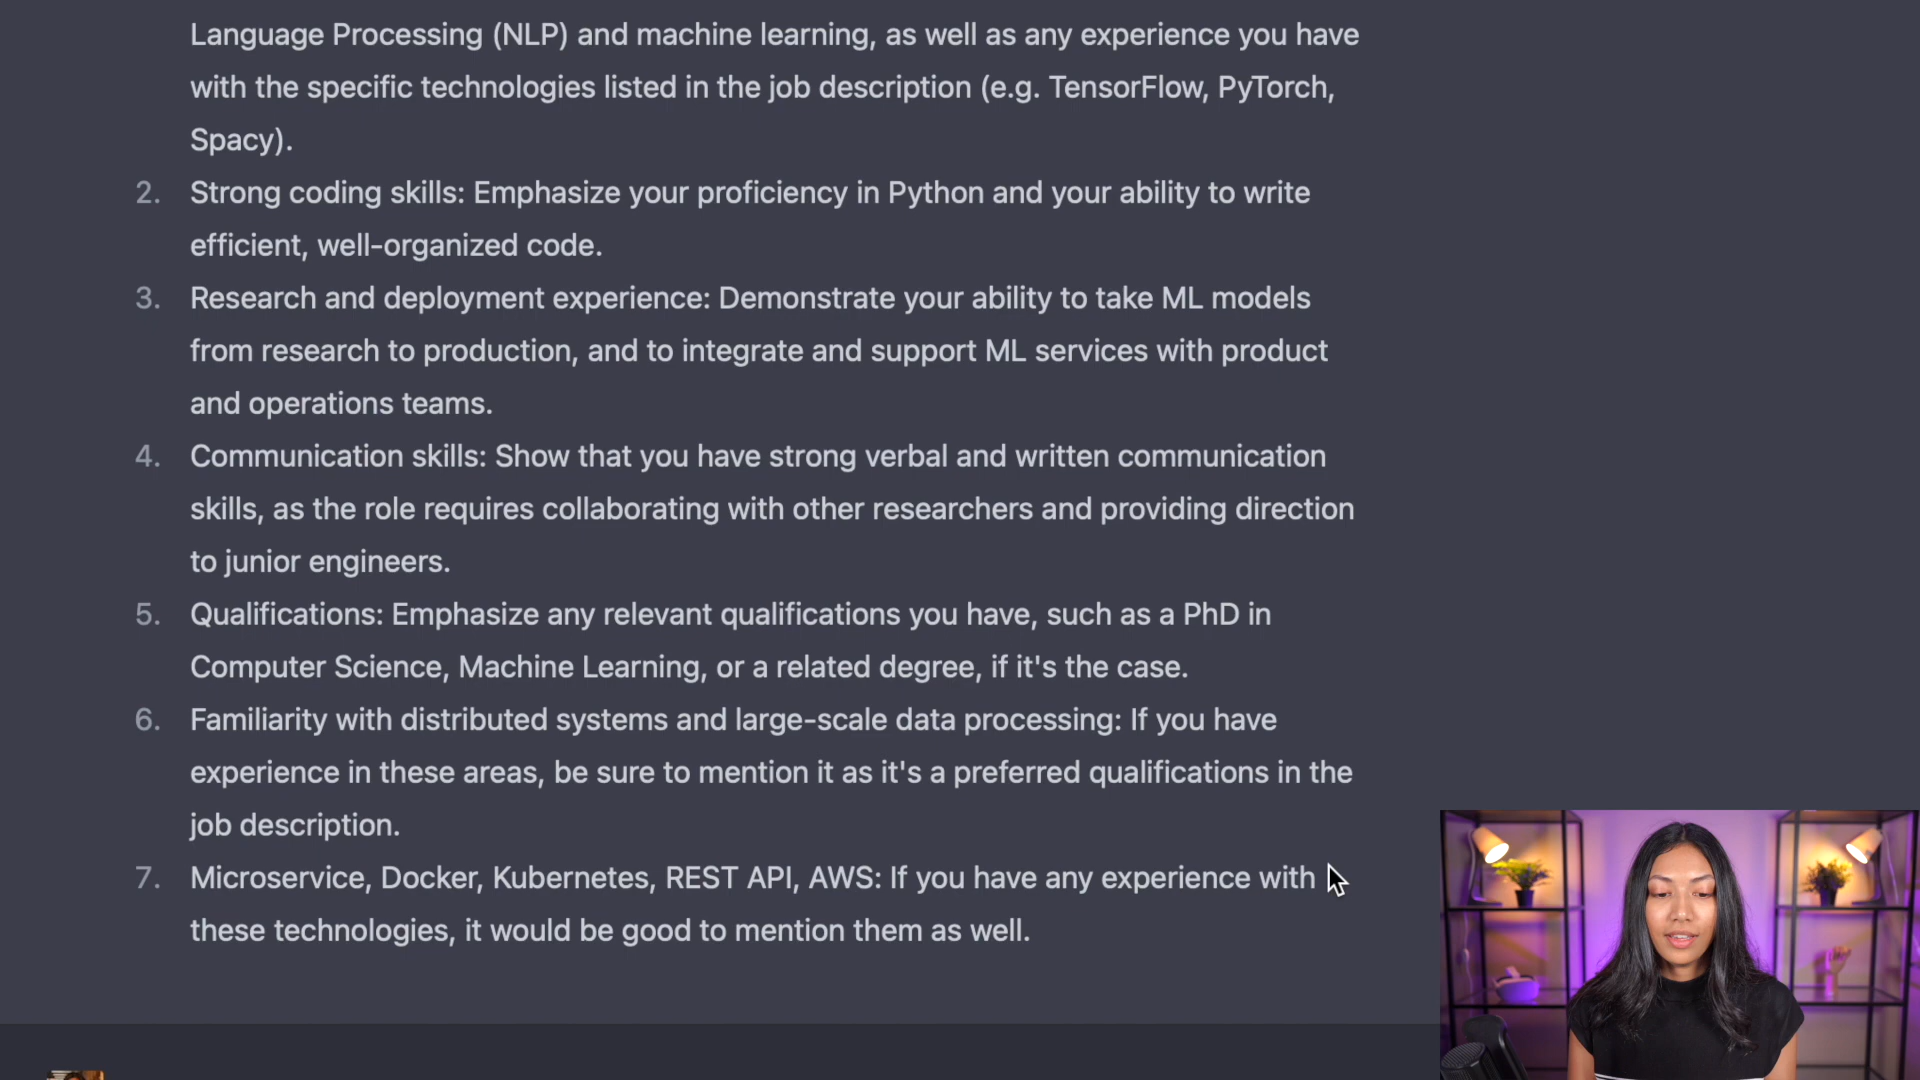 Language Processing (NLP) and machine learning, as well as any experience you have
with the specific technologies listed in the job description (e.g. TensorFlow, PyTorch,
Spacy).
2. Strong coding skills: Emphasize your proficiency in Python and your ability to write
efficient, well-organized code.
3. Research and deployment experience: Demonstrate your ability to take ML models
from research to production, and to integrate and support ML services with product
and operations teams.
4. Communication skills: Show that you have strong verbal and written communication
skills, as the role requires collaborating with other researchers and providing direction
to junior engineers.
5. Qualifications: Emphasize any relevant qualifications you have, such as a PhD in
Computer Science, Machine Learning, or a related degree, if it's the case.
6. Familiarity with distributed systems and large-scale data processing: If you have
experience in these areas, be sure to mention it as it's a preferred qualifications in the
job description.
7. Microservice, Docker, Kubernetes, REST API, AWS: If you have any experience with
these technologies, it would be good to mention them as well.